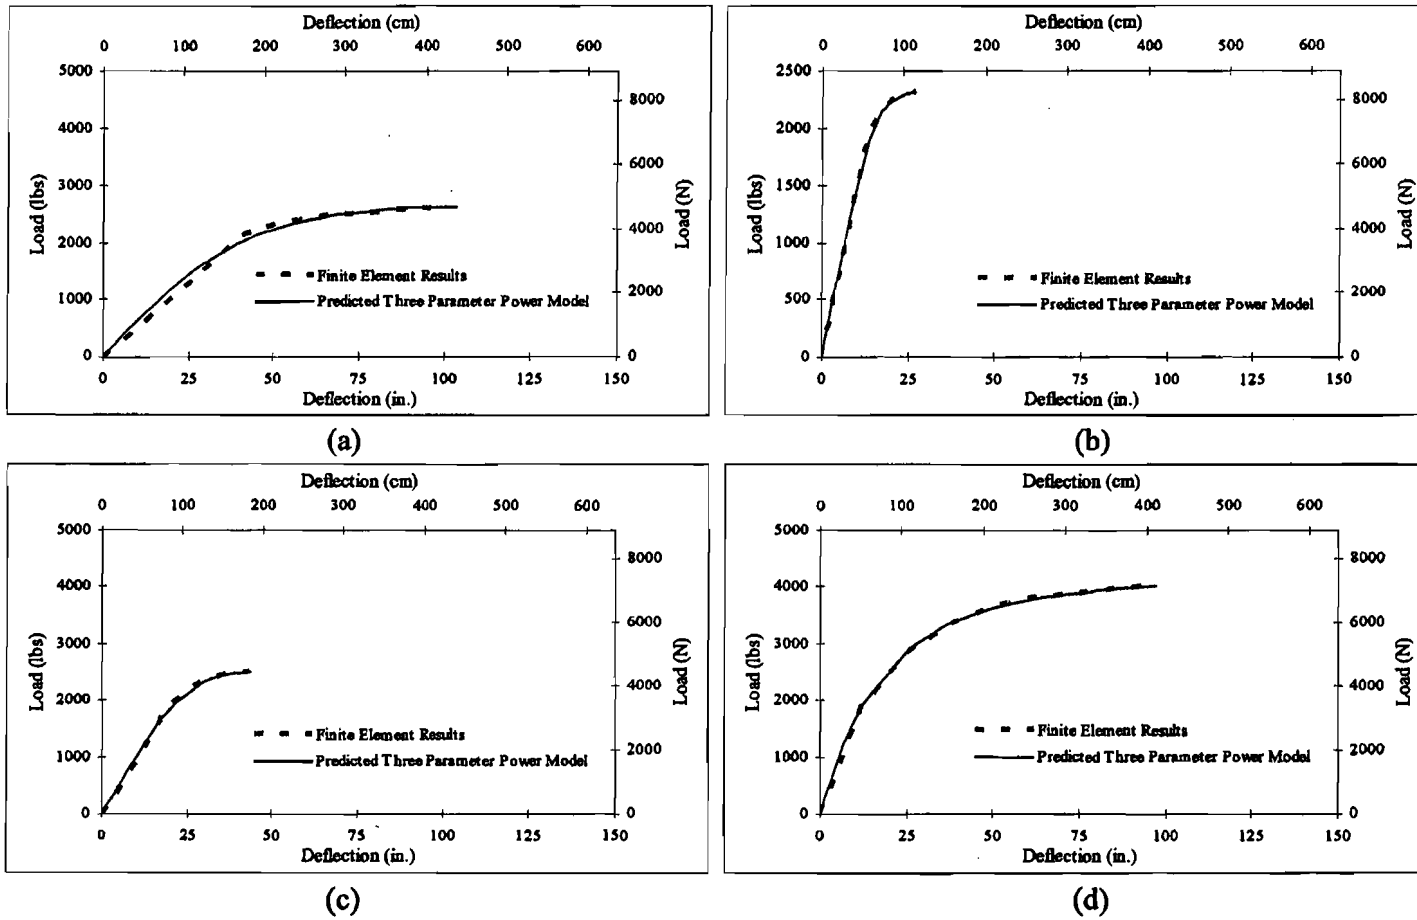 Deflection (cm)
0 100 200 300 400 500 600
5000
4000
3000
2000
1000
0
Load (lbs)
8000
6000
4000
2000
0
Load (N)
Finite Element Results
Predicted Three Parameter Power Model
0 25 50 75 100 125 150
Deflection (in.)
(a)
Deflection (cm)
0 100 200 300 400 500 600
2500
2000
1500
1000
500
0
Load (lbs)
8000
6000
4000
2000
0
Load (N)
Finite Element Results
Predicted Three Parameter Power Model
0 25 50 75 100 125 150
Deflection (in.)
(b)
Deflection (cm)
0 100 200 300 400 500 600
5000
4000
3000
2000
1000
0
Load (lbs)
8000
6000
4000
2000
0
Load (N)
Finite Element Results
Predicted Three Parameter Power Model
0 25 50 75 100 125 150
Deflection (in.)
(c)
Deflection (cm)
0 100 200 300 400 500 600
5000
4000
3000
2000
1000
0
Load (lbs)
8000
6000
4000
2000
0
Load (N)
Finite Element Results
Predicted Three Parameter Power Model
0 25 50 75 100 125 150
Deflection (in.)
(d)